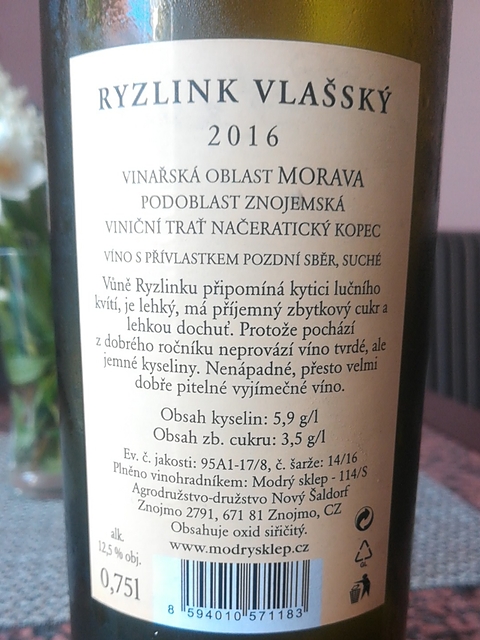 RYZLINK VLAŠSKÝ
2016
VINAŘSKÁ OBLAST MORAVA
PODOBLAST ZNOJEMSKÁ
VINIČNÍ TRAŤ NAČERATICKÝ KOPEC
VÍNO S PŘÍVLASTKEM POZDNÍ SBĚR, SUCHÉ
Vůně Ryzlinku připomíná kytici lučního
kvítí, je lehký, má příjemný zbytkový cukr a
lehkou dochuť. Protože pochází
z dobrého ročníku neprovází víno tvrdé, ale
jemné kyseliny. Nenápadné, přesto velmi
dobře pitelné vyjímečné víno.
Obsah kyselin: 5,9 g/l
Obsah zb. cukru: 3,5 g/l
Ev. č. jakosti: 95A1-17/8, č. šarže: 14/16
Plněno vinohradníkem: Modrý sklep - 114/S
Agrodružstvo-družstvo Nový Šaldorf
Znojmo 2791, 671 81 Znojmo, CZ
Obsahuje oxid siřičitý.
www.modrysklep.cz
alk.
12,5 % obj.
0,75l
8 594010 571183